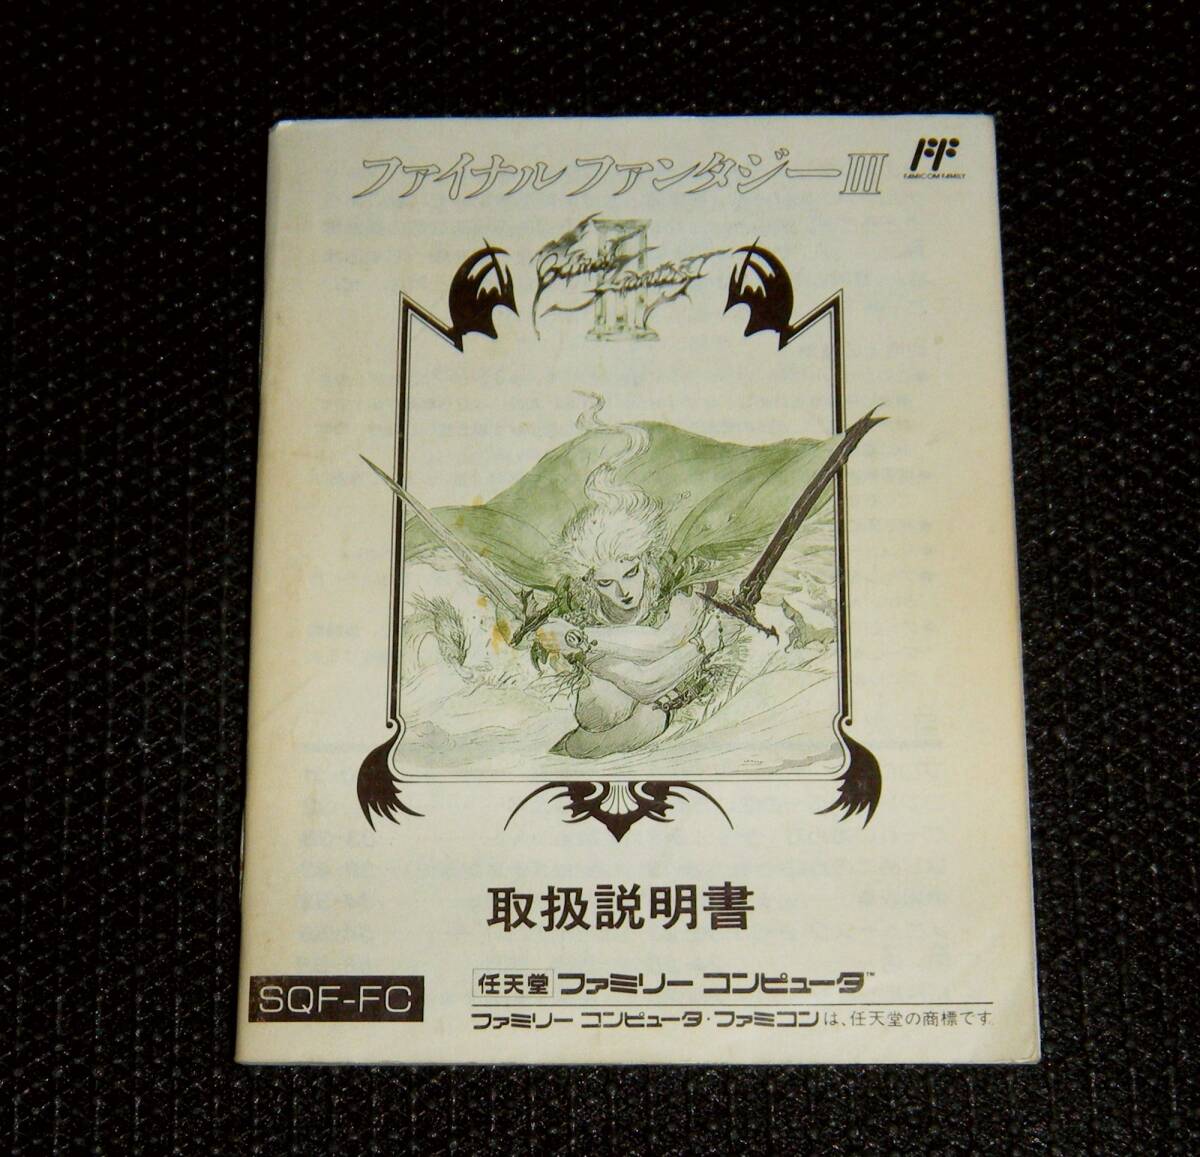 ファイナルファンタジーIII
FF
FAMICOM FAMILY
FINAL FANTASY III
取扱説明書
SQF-FC
任天堂 ファミリーコンピュータ™
ファミリーコンピュータ・ファミコンは、任天堂の商標です